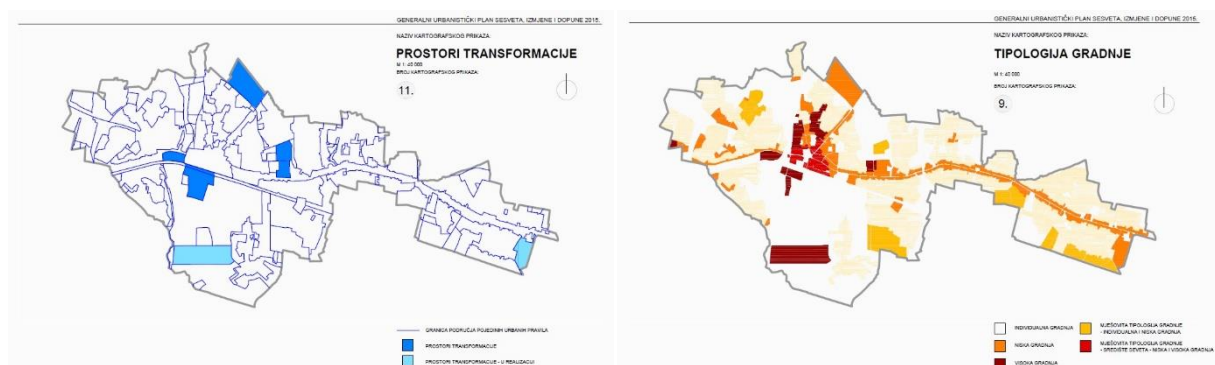 GENERALNI URBANISTIČKI PLAN SESVETA, IZMJENE I DOPUNE 2015.
NAZIV KARTOGRAFSKOG PRIKAZA:
PROSTORI TRANSFORMACIJE
M 1: 40 000
BROJ KARTOGRAFSKOG PRIKAZA:
11.
GRANICA PODRUČJA POJEDINIH URBANIH PRAVILA
PROSTORI TRANSFORMACIJE
PROSTORI TRANSFORMACIJE - U REALIZACIJI
GENERALNI URBANISTIČKI PLAN SESVETA, IZMJENE I DOPUNE 2015.
NAZIV KARTOGRAFSKOG PRIKAZA:
TIPOLOGIJA GRADNJE
M 1: 40 000
BROJ KARTOGRAFSKOG PRIKAZA:
9.
INDIVIDUALNA GRADNJA
NISKA GRADNJA
VISOKA GRADNJA
MJEŠOVITA TIPOLOGIJA GRADNJE
- INDIVIDUALNA I NISKA GRADNJA
MJEŠOVITA TIPOLOGIJA GRADNJE
- SREDIŠTE SEVETA - NISKA I VISOKA GRADNJA